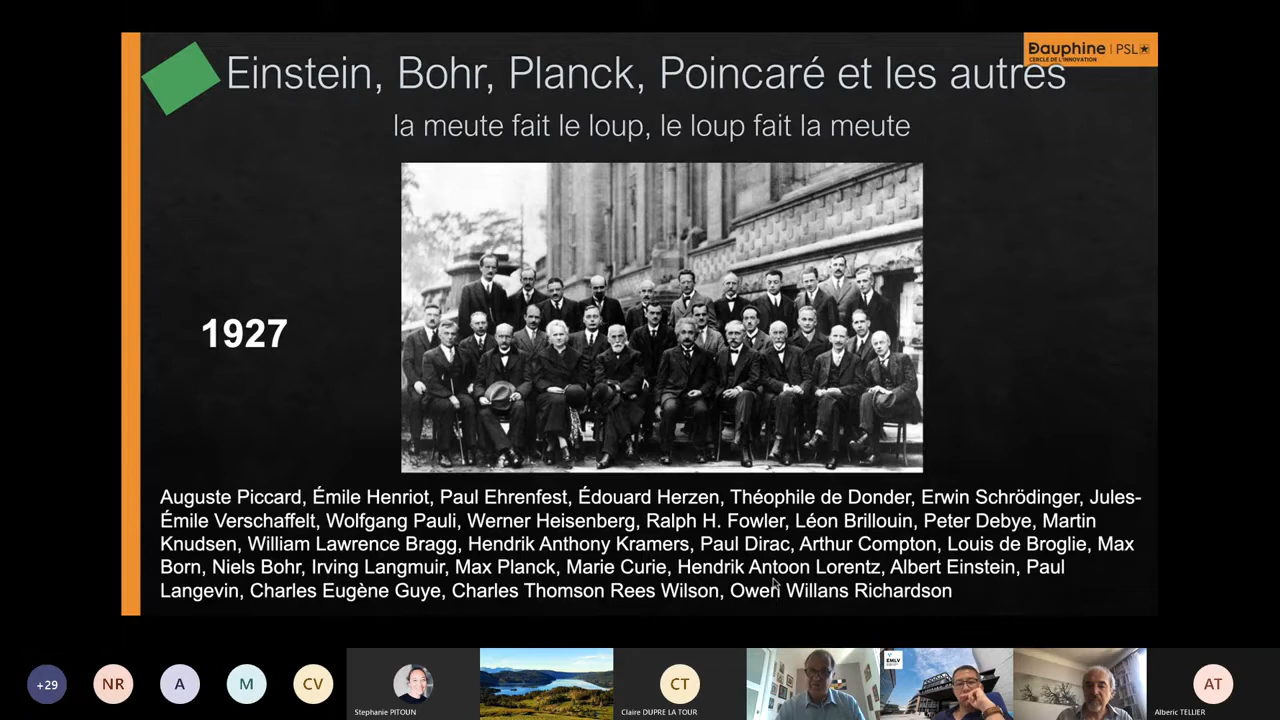 Dauphine | PSL★
CERCLE DE L'INNOVATION
Einstein, Bohr, Planck, Poincaré et les autres
la meute fait le loup, le loup fait la meute
1927
Auguste Piccard, Émile Henriot, Paul Ehrenfest, Édouard Herzen, Théophile de Donder, Erwin Schrödinger, Jules-
Émile Verschaffelt, Wolfgang Pauli, Werner Heisenberg, Ralph H. Fowler, Léon Brillouin, Peter Debye, Martin
Knudsen, William Lawrence Bragg, Hendrik Anthony Kramers, Paul Dirac, Arthur Compton, Louis de Broglie, Max
Born, Niels Bohr, Irving Langmuir, Max Planck, Marie Curie, Hendrik Antoon Lorentz, Albert Einstein, Paul
Langevin, Charles Eugène Guye, Charles Thomson Rees Wilson, Owen Willans Richardson
+29
NR
A
M
CV
Stephanie PITOUN
CT
Claire DUPRE LA TOUR
EMLV
AT
Alberic TELLIER